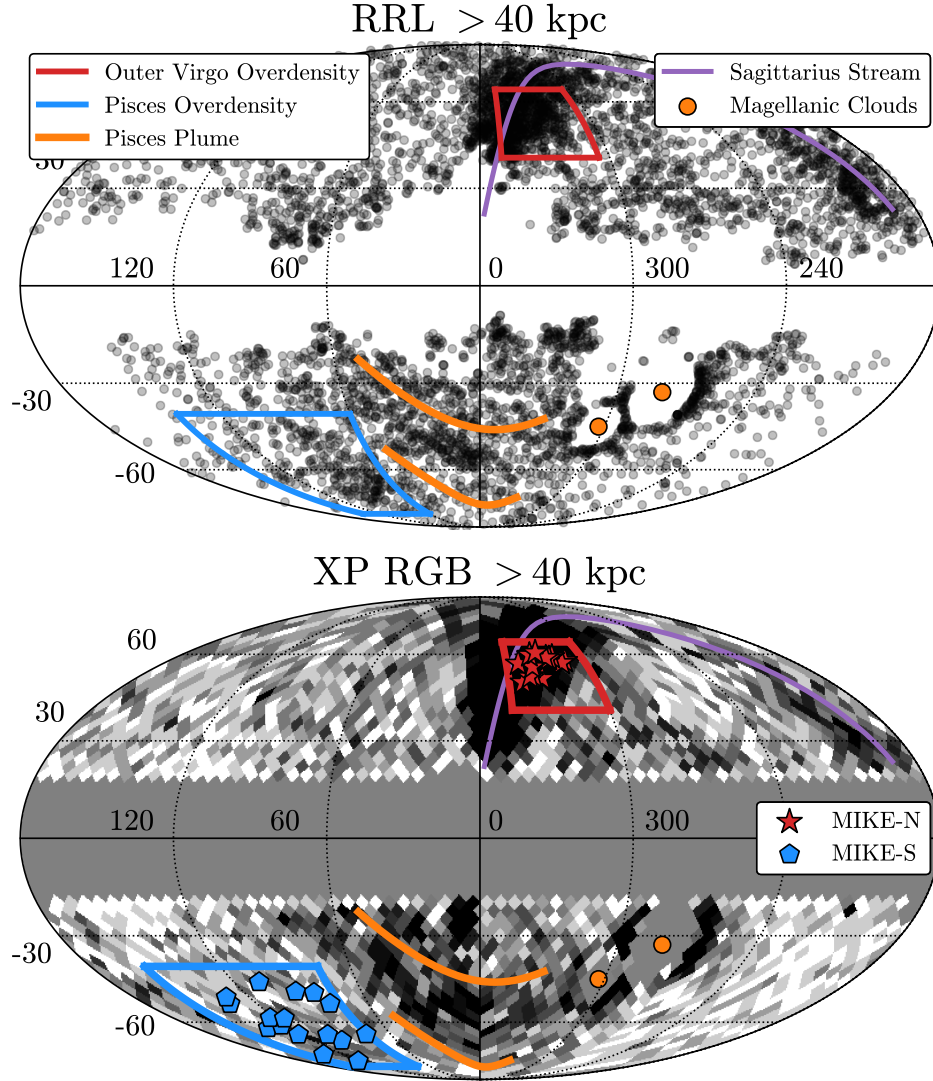 RRL > 40 kpc
Outer Virgo Overdensity
Pisces Overdensity
Pisces Plume
Sagittarius Stream
Magellanic Clouds
30
120 60 0 300 240
-30
-60
XP RGB > 40 kpc
60
30
120 60 0 300
MIKE-N
MIKE-S
-30
-60